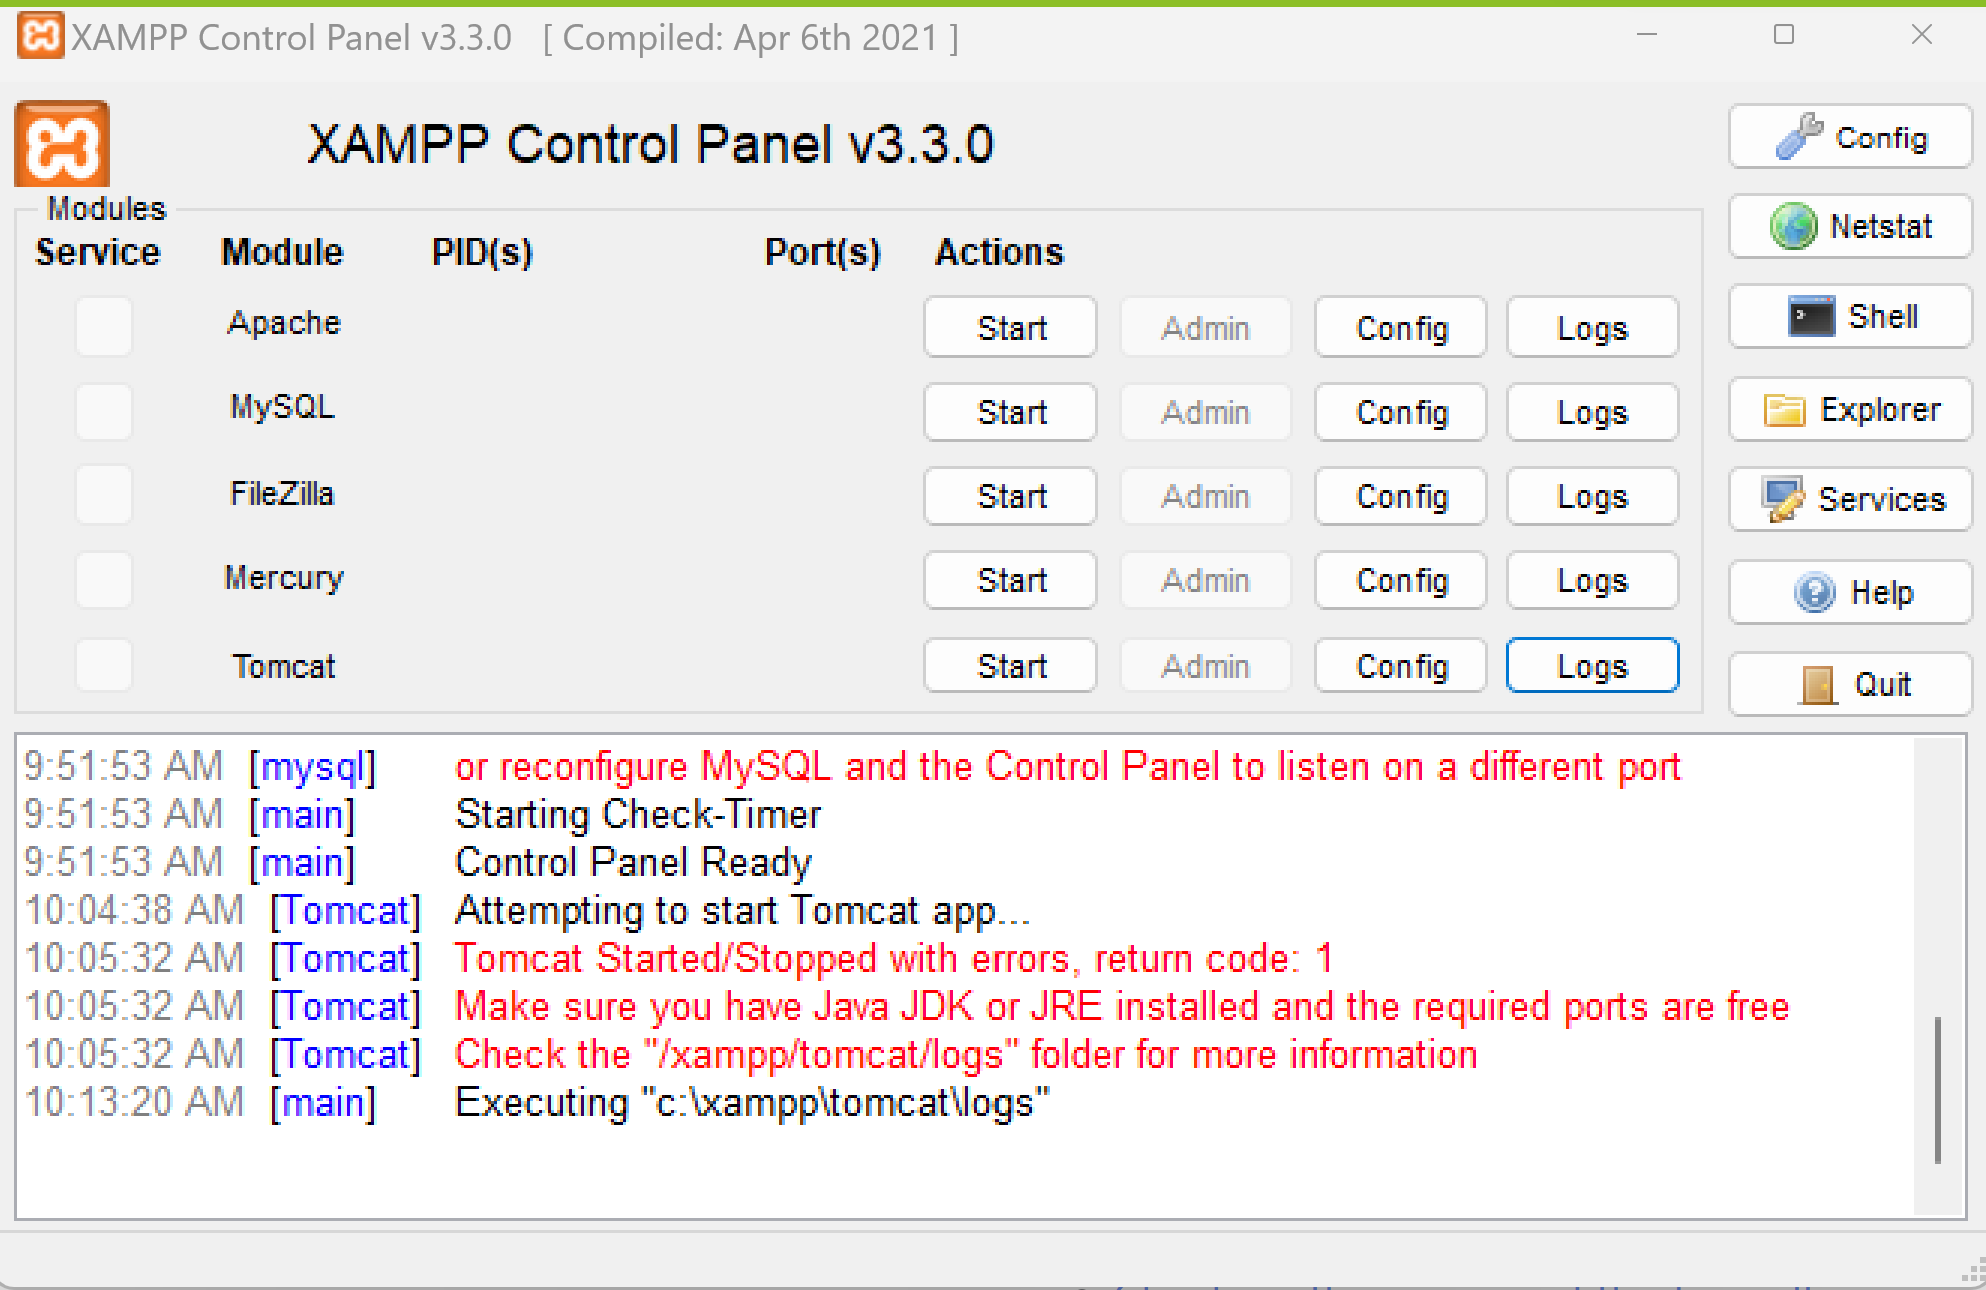 XAMPP Control Panel v3.3.0 [ Compiled: Apr 6th 2021 ]
XAMPP Control Panel v3.3.0
Config
Netstat
Shell
Explorer
Services
Help
Quit
Modules
Service Module PID(s) Port(s) Actions
Apache Start Admin Config Logs
MySQL Start Admin Config Logs
FileZilla Start Admin Config Logs
Mercury Start Admin Config Logs
Tomcat Start Admin Config Logs
9:51:53 AM [mysql] or reconfigure MySQL and the Control Panel to listen on a different port
9:51:53 AM [main] Starting Check-Timer
9:51:53 AM [main] Control Panel Ready
10:04:38 AM [Tomcat] Attempting to start Tomcat app...
10:05:32 AM [Tomcat] Tomcat Started/Stopped with errors, return code: 1
10:05:32 AM [Tomcat] Make sure you have Java JDK or JRE installed and the required ports are free
10:05:32 AM [Tomcat] Check the "/xampp/tomcat/logs" folder for more information
10:13:20 AM [main] Executing "c:\xampp\tomcat\logs"